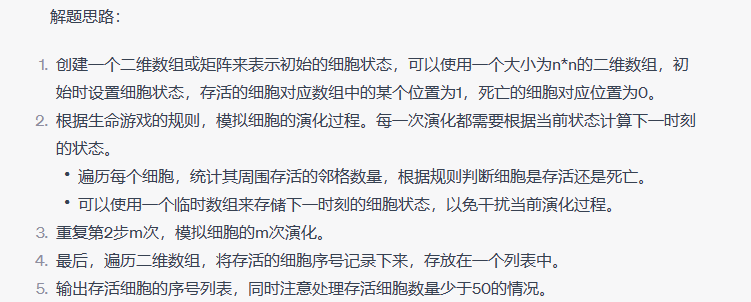 解题思路：
1. 创建一个二维数组或矩阵来表示初始的细胞状态，可以使用一个大小为n*n的二维数组，初
始时设置细胞状态，存活的细胞对应数组中的某个位置为1，死亡的细胞对应位置为0。
2. 根据生命游戏的规则，模拟细胞的演化过程。每一次演化都需要根据当前状态计算下一时刻
的状态。
• 遍历每个细胞，统计其周围存活的邻格数量，根据规则判断细胞是存活还是死亡。
• 可以使用一个临时数组来存储下一时刻的细胞状态，以免干扰当前演化过程。
3. 重复第2步m次，模拟细胞的m次演化。
4. 最后，遍历二维数组，将存活的细胞序号记录下来，存放在一个列表中。
5. 输出存活细胞的序号列表，同时注意处理存活细胞数量少于50的情况。